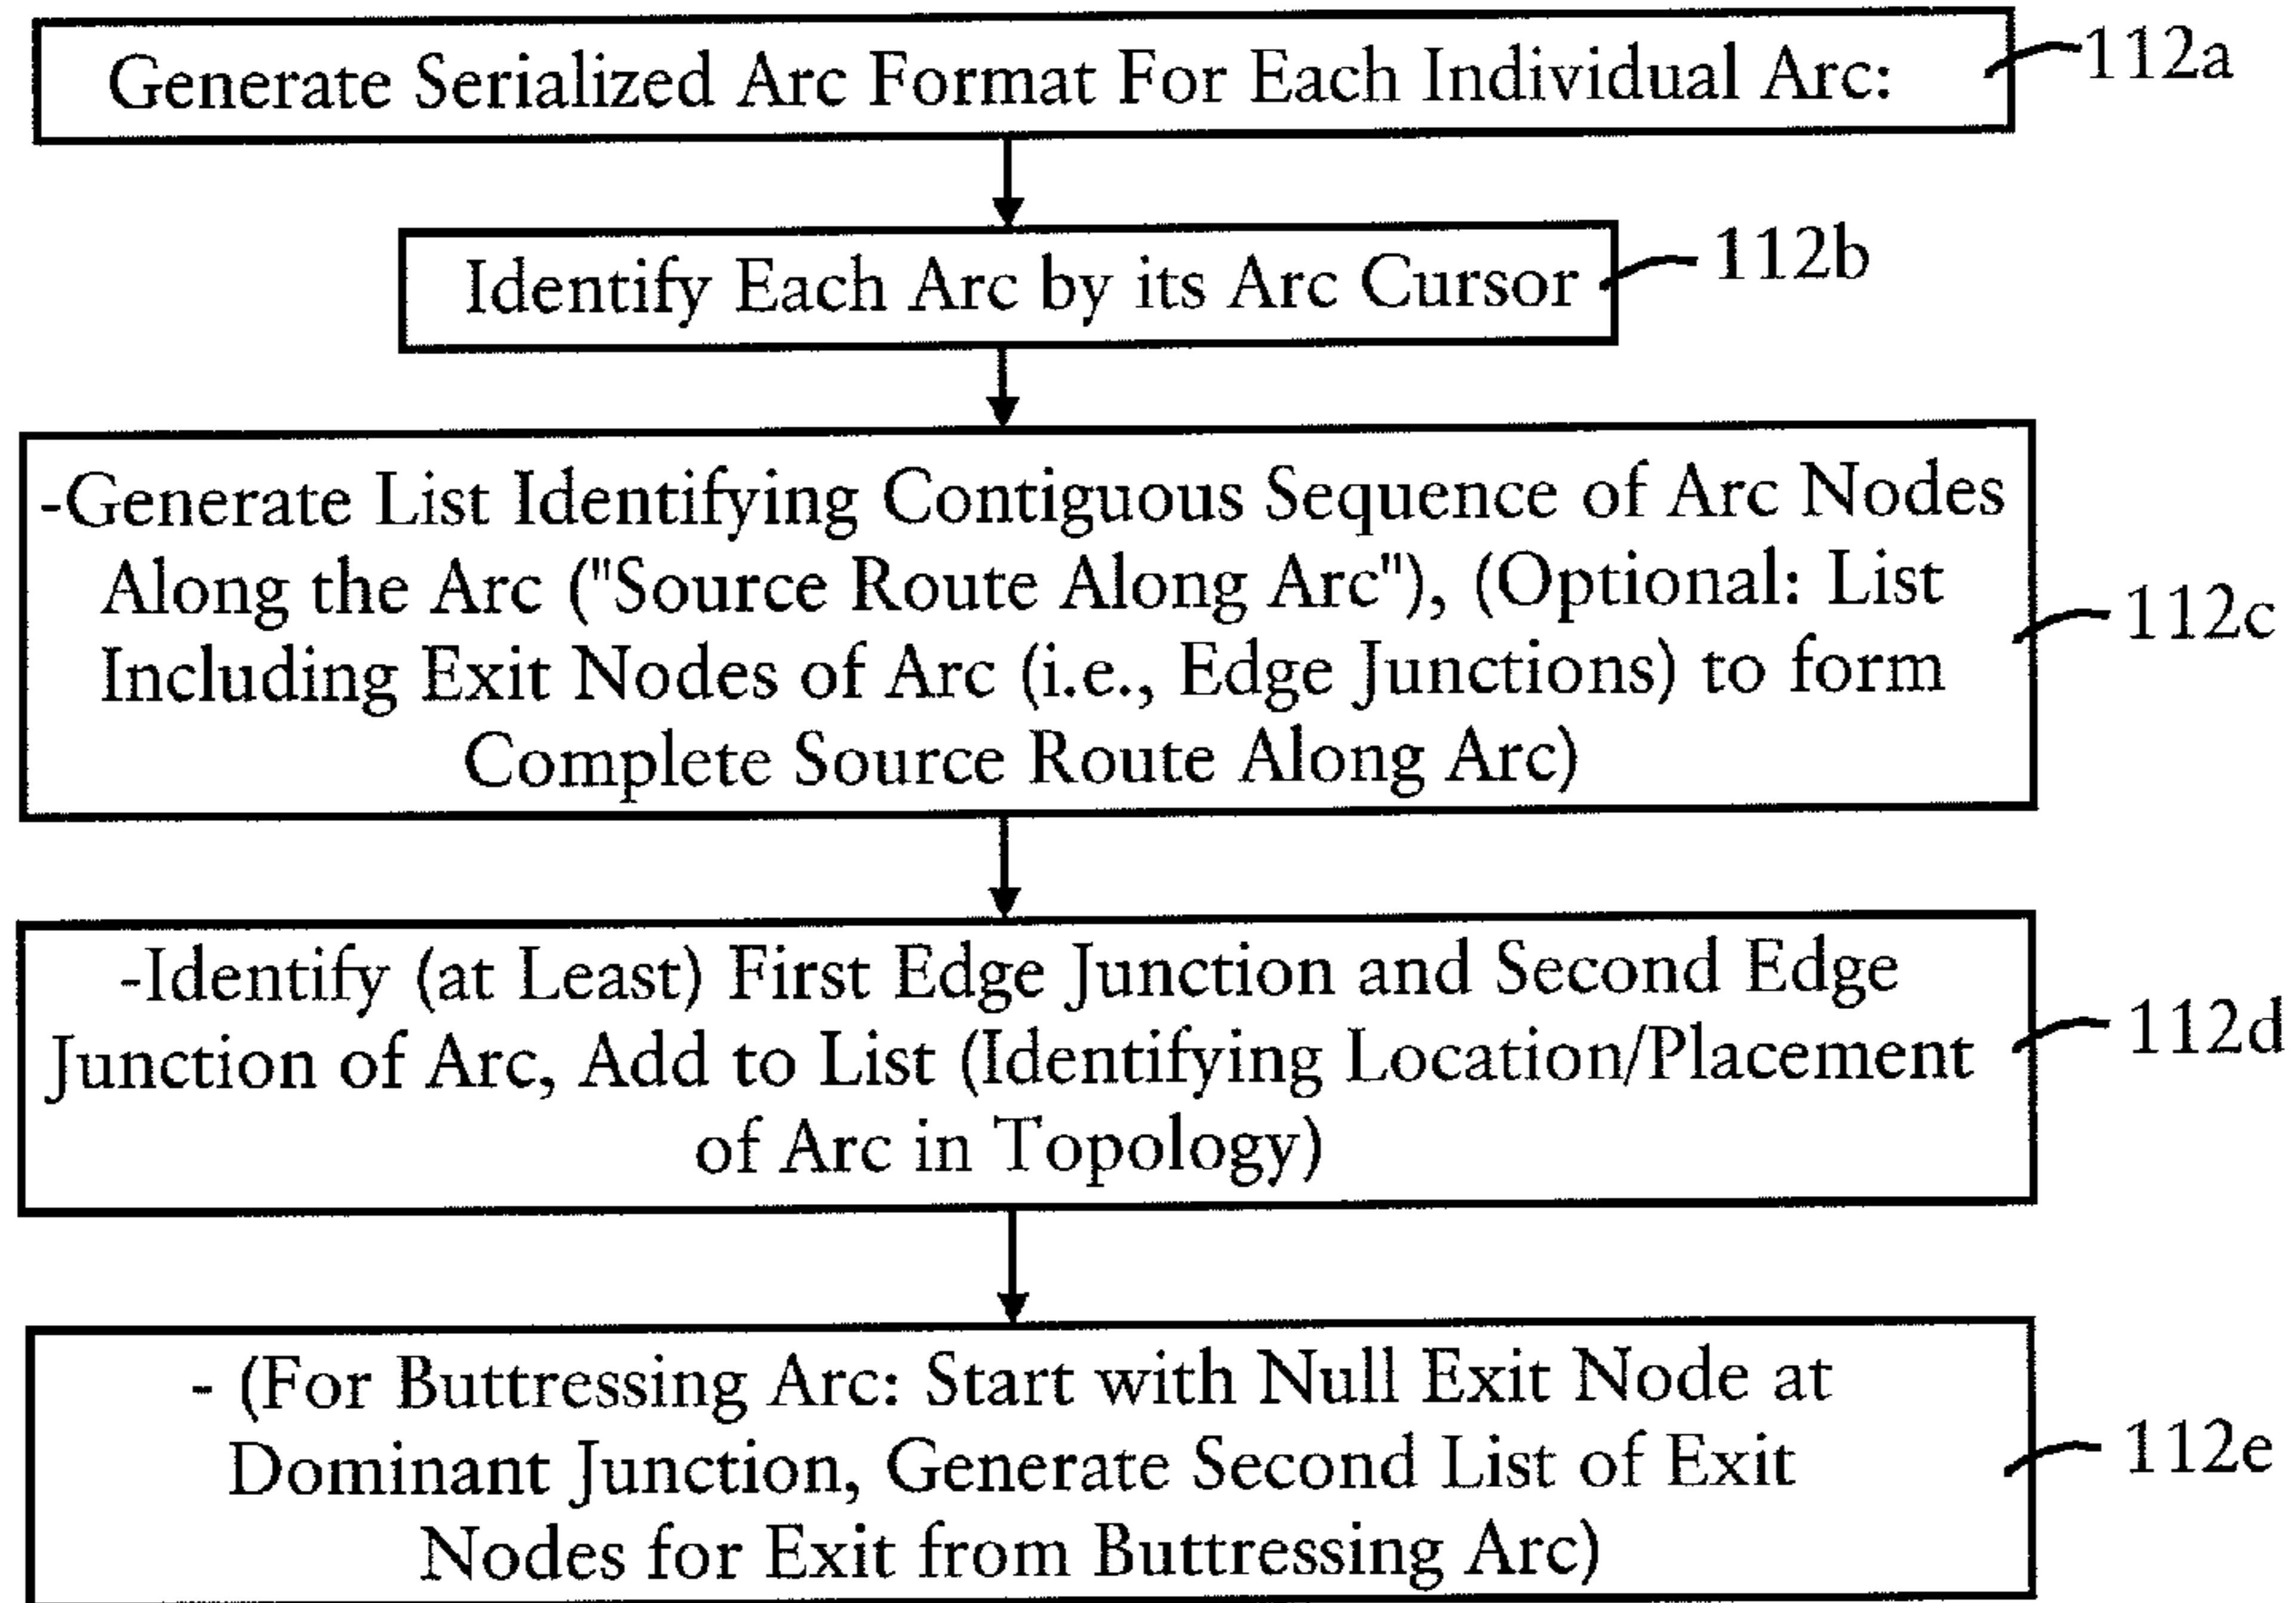 Generate Serialized Arc Format For Each Individual Arc:
112a
Identify Each Arc by its Arc Cursor
112b
-Generate List Identifying Contiguous Sequence of Arc Nodes
Along the Arc ("Source Route Along Arc"), (Optional: List
Including Exit Nodes of Arc (i.e., Edge Junctions) to form
Complete Source Route Along Arc)
112c
-Identify (at Least) First Edge Junction and Second Edge
Junction of Arc, Add to List (Identifying Location/Placement
of Arc in Topology)
112d
- (For Buttressing Arc: Start with Null Exit Node at
Dominant Junction, Generate Second List of Exit
Nodes for Exit from Buttressing Arc)
112e